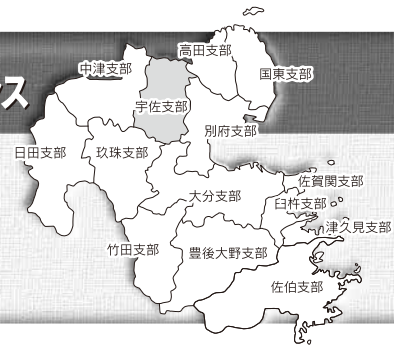 ンス
高田支部
中津支部
国東支部
宇佐支部
別府支部
日田支部
玖珠支部
佐賀関支部
大分支部
臼杵支部
津久見支部
竹田支部
豊後大野支部
佐伯支部